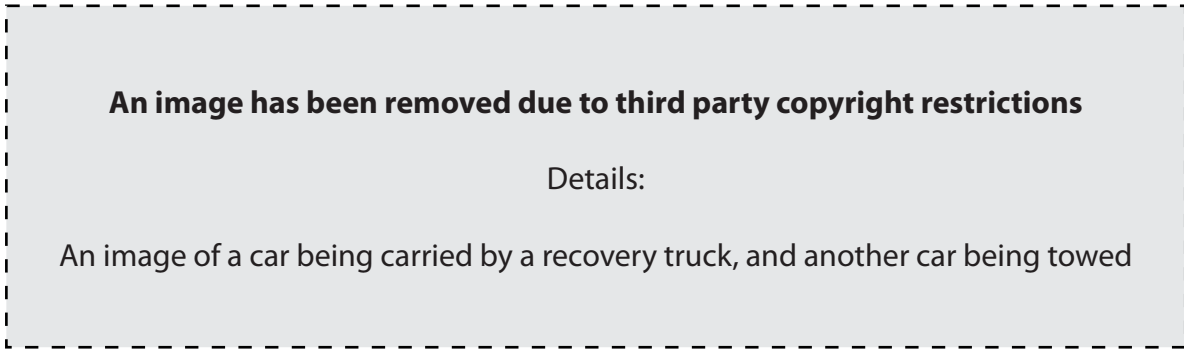 An image has been removed due to third party copyright restrictions
Details:
An image of a car being carried by a recovery truck, and another car being towed